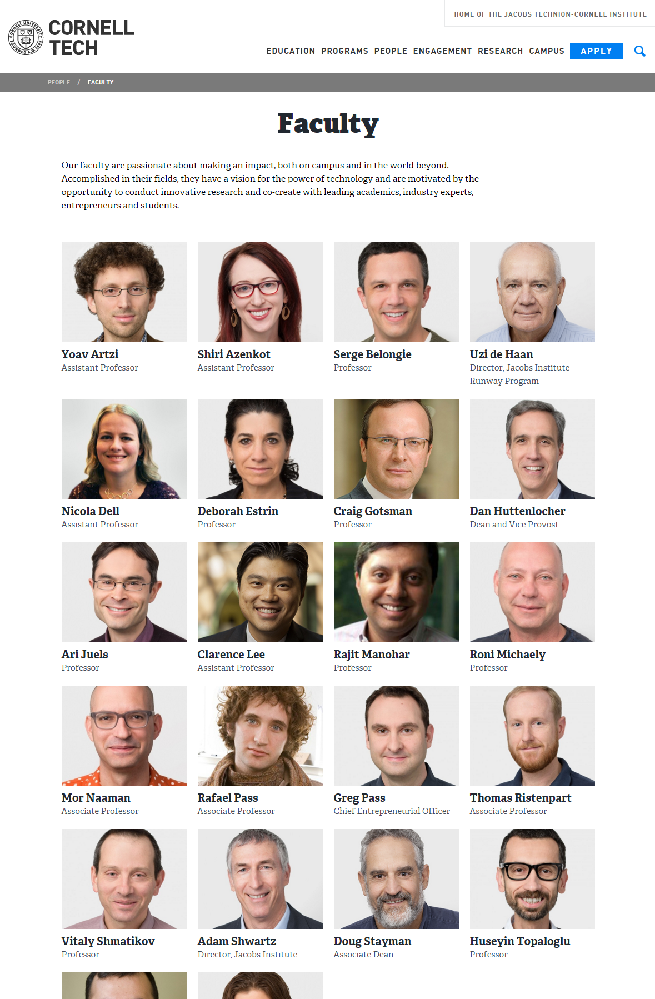 HOME OF THE JACOBS TECHNION-CORNELL INSTITUTE
CORNELL UNIVERSITY
FOUNDED A.D. 1865
CORNELL
TECH
EDUCATION PROGRAMS PEOPLE ENGAGEMENT RESEARCH CAMPUS APPLY
PEOPLE / FACULTY
Faculty
Our faculty are passionate about making an impact, both on campus and in the world beyond.
Accomplished in their fields, they have a vision for the power of technology and are motivated by the
opportunity to conduct innovative research and co-create with leading academics, industry experts,
entrepreneurs and students.
Yoav Artzi
Assistant Professor
Shiri Azenkot
Assistant Professor
Serge Belongie
Professor
Uzi de Haan
Director, Jacobs Institute
Runway Program
Nicola Dell
Assistant Professor
Deborah Estrin
Professor
Craig Gotsman
Professor
Dan Huttenlocher
Dean and Vice Provost
Ari Juels
Professor
Clarence Lee
Assistant Professor
Rajit Manohar
Professor
Roni Michaely
Professor
Mor Naaman
Associate Professor
Rafael Pass
Associate Professor
Greg Pass
Chief Entrepreneurial Officer
Thomas Ristenpart
Associate Professor
Vitaly Shmatikov
Professor
Adam Shwartz
Director, Jacobs Institute
Doug Stayman
Associate Dean
Huseyin Topaloglu
Professor